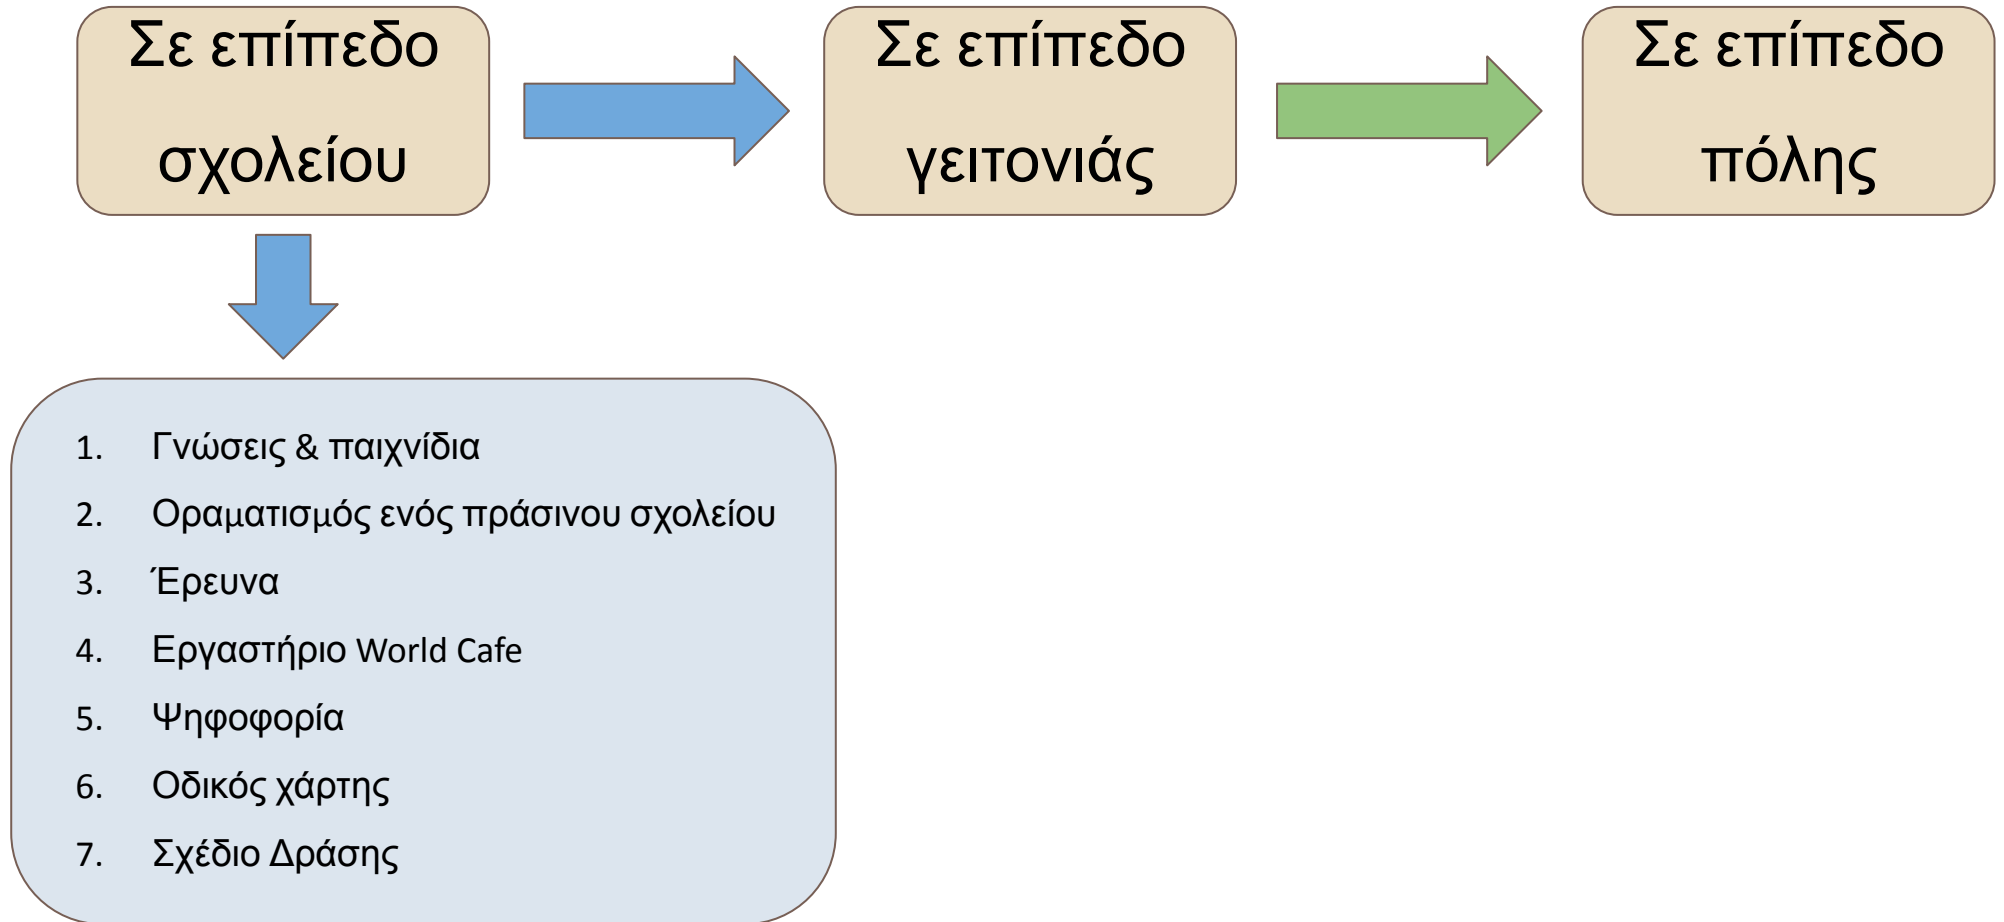 Σε επίπεδο
σχολείου
Σε επίπεδο
γειτονιάς
Σε επίπεδο
πόλης
1. Γνώσεις & παιχνίδια
2. Οραματισμός ενός πράσινου σχολείου
3. Έρευνα
4. Εργαστήριο World Cafe
5. Ψηφοφορία
6. Οδικός χάρτης
7. Σχέδιο Δράσης